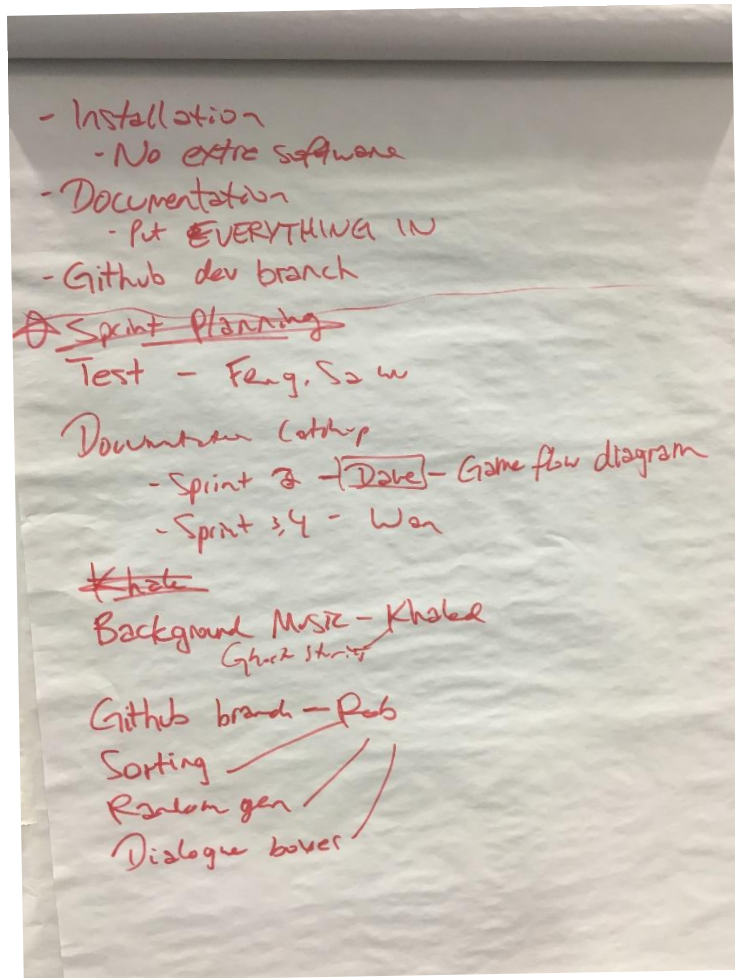 - Installation
- No extra software
- Documentation
- Put EVERYTHING IN
- Github dev branch
Sprint Planning
Test - Feng, Sam
Documentation Catchup
- Sprint 2 - Dave - Game flow diagram
- Sprint 3,4 - Wen
Khale
Background Music - Khaled
Ghost Stories
Github branch - Rob
Sorting
Random gen
Dialogue boxes